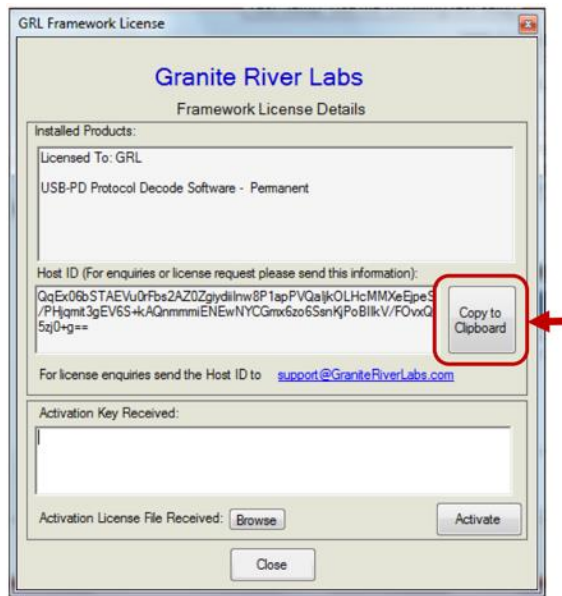 GRL Framework License
Granite River Labs
Framework License Details
Installed Products:
Licensed To: GRL
USB-PD Protocol Decode Software - Permanent
Host ID (For enquiries or license request please send this information):
Copy to
Clipboard
For license enquiries send the Host ID to support@GraniteRiverLabs.com
Activation Key Received:
Activation License File Received: Browse
Activate
Close